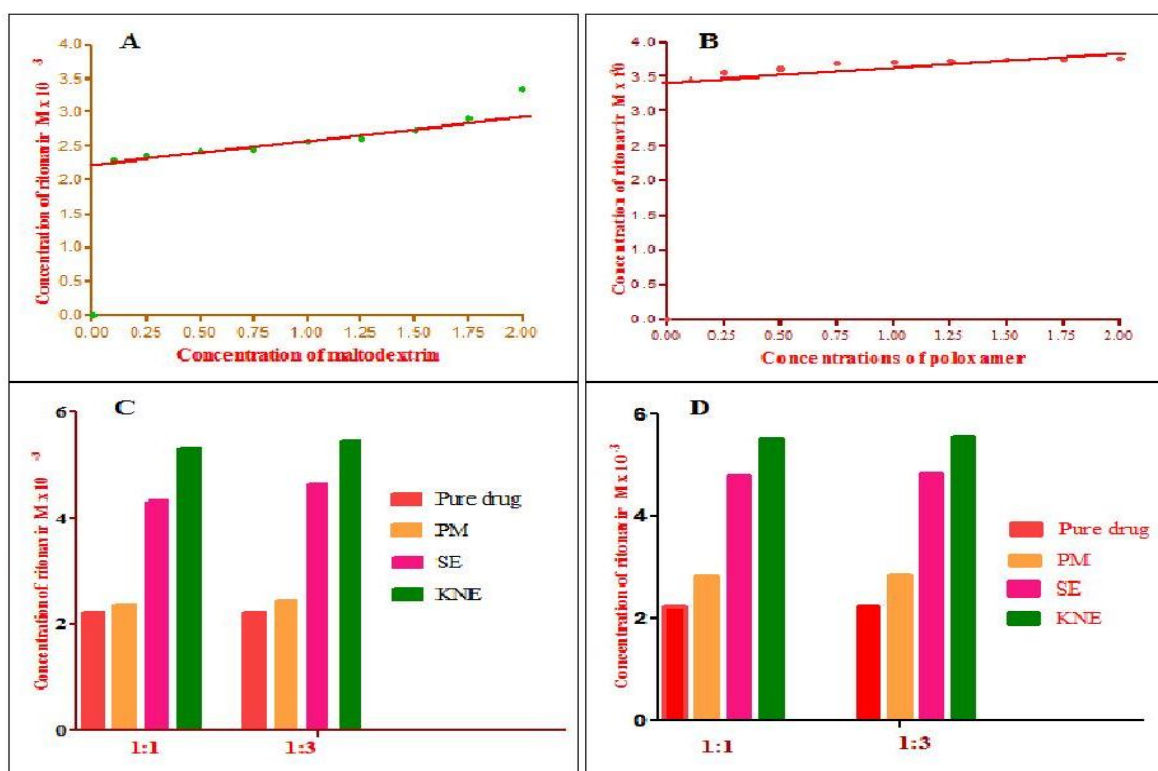 A
Concentration of ritonavir M x 10
-3
4.0
3.5
3.0
2.5
2.0
1.5
1.0
0.5
0.0
0.00 0.25 0.50 0.75 1.00 1.25 1.50 1.75 2.00
Concentration of maltodextrin
B
Concentration of ritonavir M x 10
4.0
3.5
3.0
2.5
2.0
1.5
1.0
0.5
0.0
0.00 0.25 0.50 0.75 1.00 1.25 1.50 1.75 2.00
Concentrations of poloxamer
C
Concentration of ritonavir M x 10
-3
6
4
2
0
1:1 1:3
Pure drug
PM
SE
KNE
D
Concentration of ritonavir M x 10-3
6
4
2
0
1:1 1:3
Pure drug
PM
SE
KNE